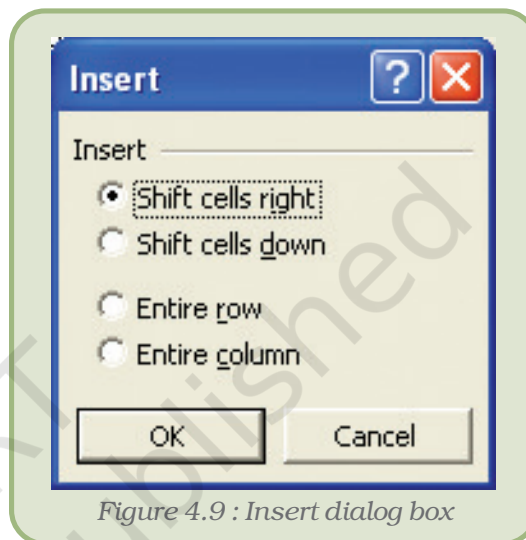 Insert
Insert
Shift cells right
Shift cells down
Entire row
Entire column
OK
Cancel
Figure 4.9 : Insert dialog box